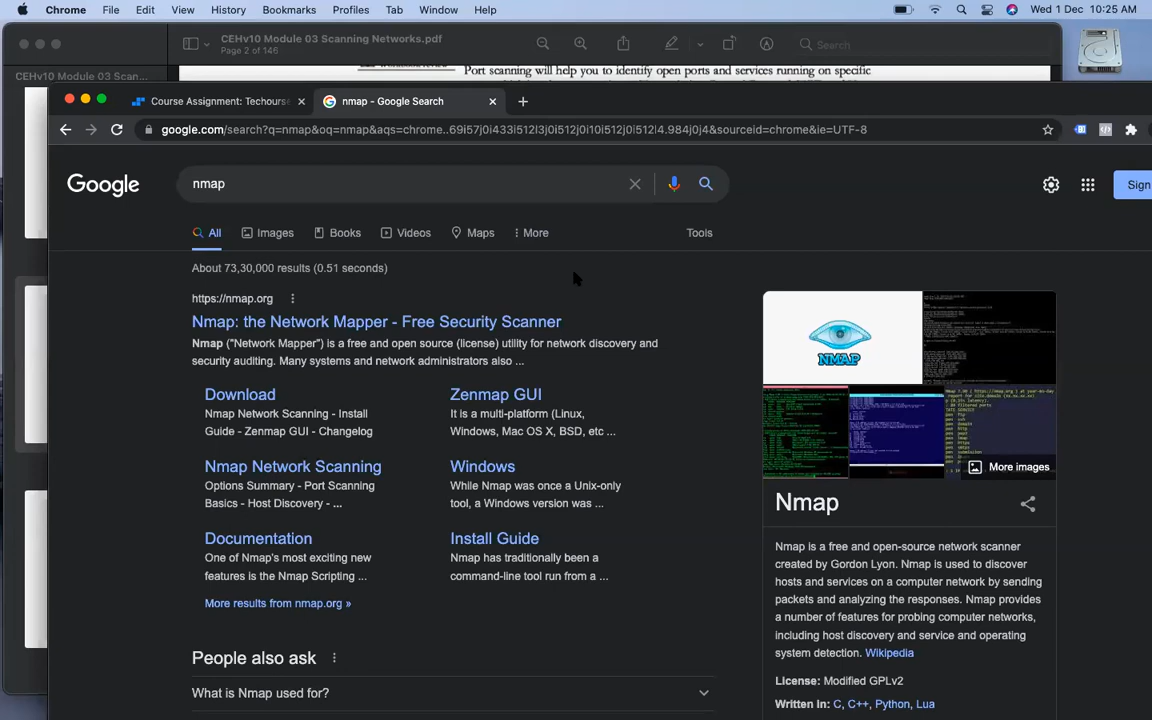 Chrome File Edit View History Bookmarks Profiles Tab Window Help Wed 1 Dec 10:25 AM
CEHv10 Module 03 Scanning Networks.pdf
Page 2 of 146
Search
CEHv10 Module 03 Scan...
Port scanning will help you to identify open ports and services running on specific
Course Assignment: Techourse
nmap - Google Search
google.com/search?q=nmap&oq=nmap&aqs=chrome..69i57j0i433i512l3j0i512j0i10i512j0i512l4.984j0j4&sourceid=chrome&ie=UTF-8
Google
nmap
Sign
All Images Books Videos Maps More Tools
About 73,30,000 results (0.51 seconds)
https://nmap.org
Nmap: the Network Mapper - Free Security Scanner
Nmap ("Network Mapper") is a free and open source (license) utility for network discovery and
security auditing. Many systems and network administrators also ...
Download
Nmap Network Scanning - Install
Guide - Zenmap GUI - Changelog
Zenmap GUI
It is a multi-platform (Linux,
Windows, Mac OS X, BSD, etc ...
Nmap Network Scanning
Options Summary - Port Scanning
Basics - Host Discovery - ...
Windows
While Nmap was once a Unix-only
tool, a Windows version was ...
Documentation
One of Nmap's most exciting new
features is the Nmap Scripting ...
Install Guide
Nmap has traditionally been a
command-line tool run from a ...
More results from nmap.org »
People also ask
What is Nmap used for?
NMAP
More images
Nmap
Nmap is a free and open-source network scanner
created by Gordon Lyon. Nmap is used to discover
hosts and services on a computer network by sending
packets and analyzing the responses. Nmap provides
a number of features for probing computer networks,
including host discovery and service and operating
system detection. Wikipedia
License: Modified GPLv2
Written In: C, C++, Python, Lua